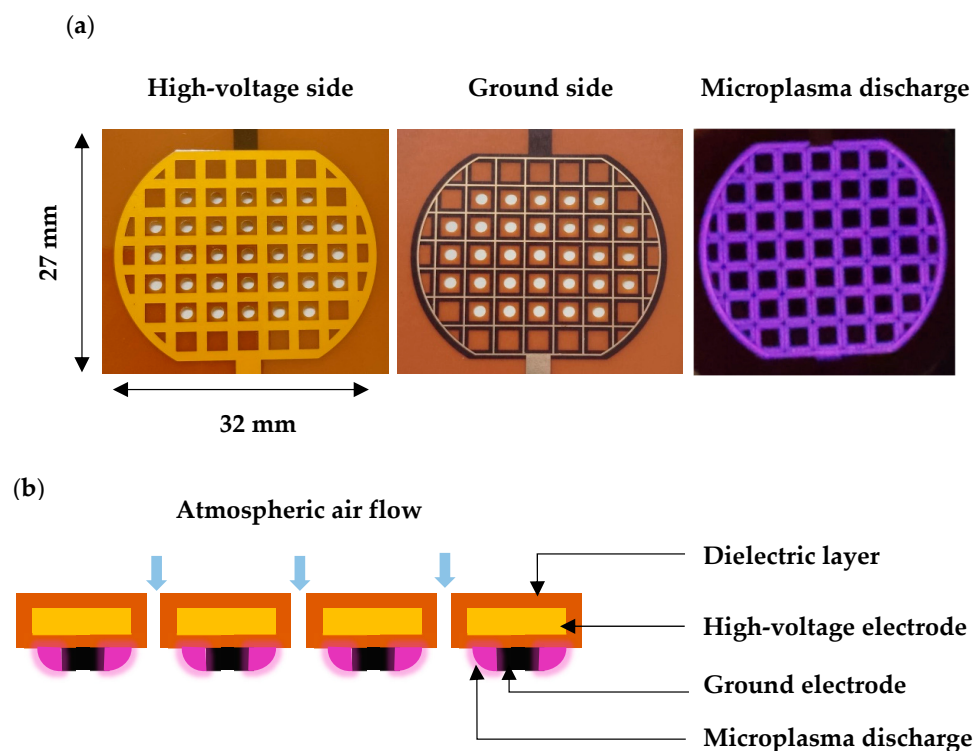 (a)
High-voltage side
Ground side
Microplasma discharge
27 mm
32 mm
(b)
Atmospheric air flow
Dielectric layer
High-voltage electrode
Ground electrode
Microplasma discharge